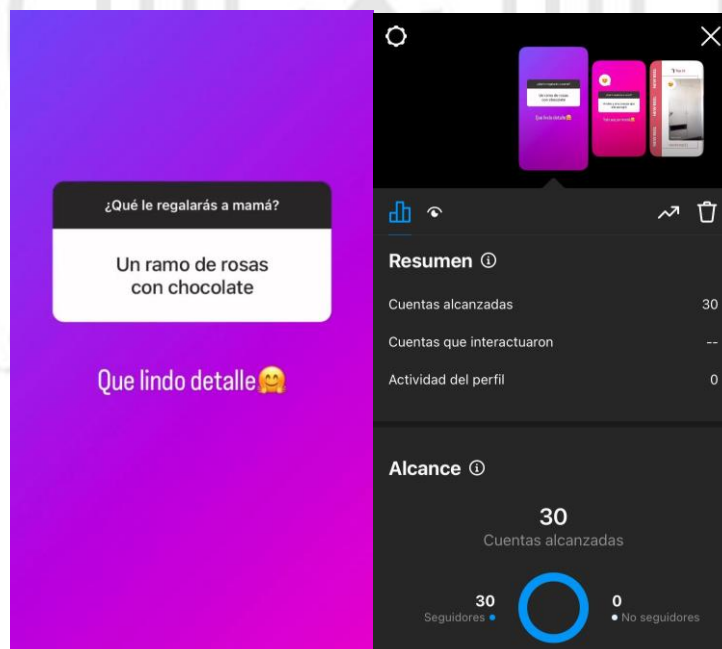 ¿Qué le regalarás a mamá?
Un ramo de rosas
con chocolate
Que lindo detalle🤗
Resumen
Cuentas alcanzadas 30
Cuentas que interactuaron --
Actividad del perfil 0
Alcance
30
Cuentas alcanzadas
30
Seguidores
0
No seguidores